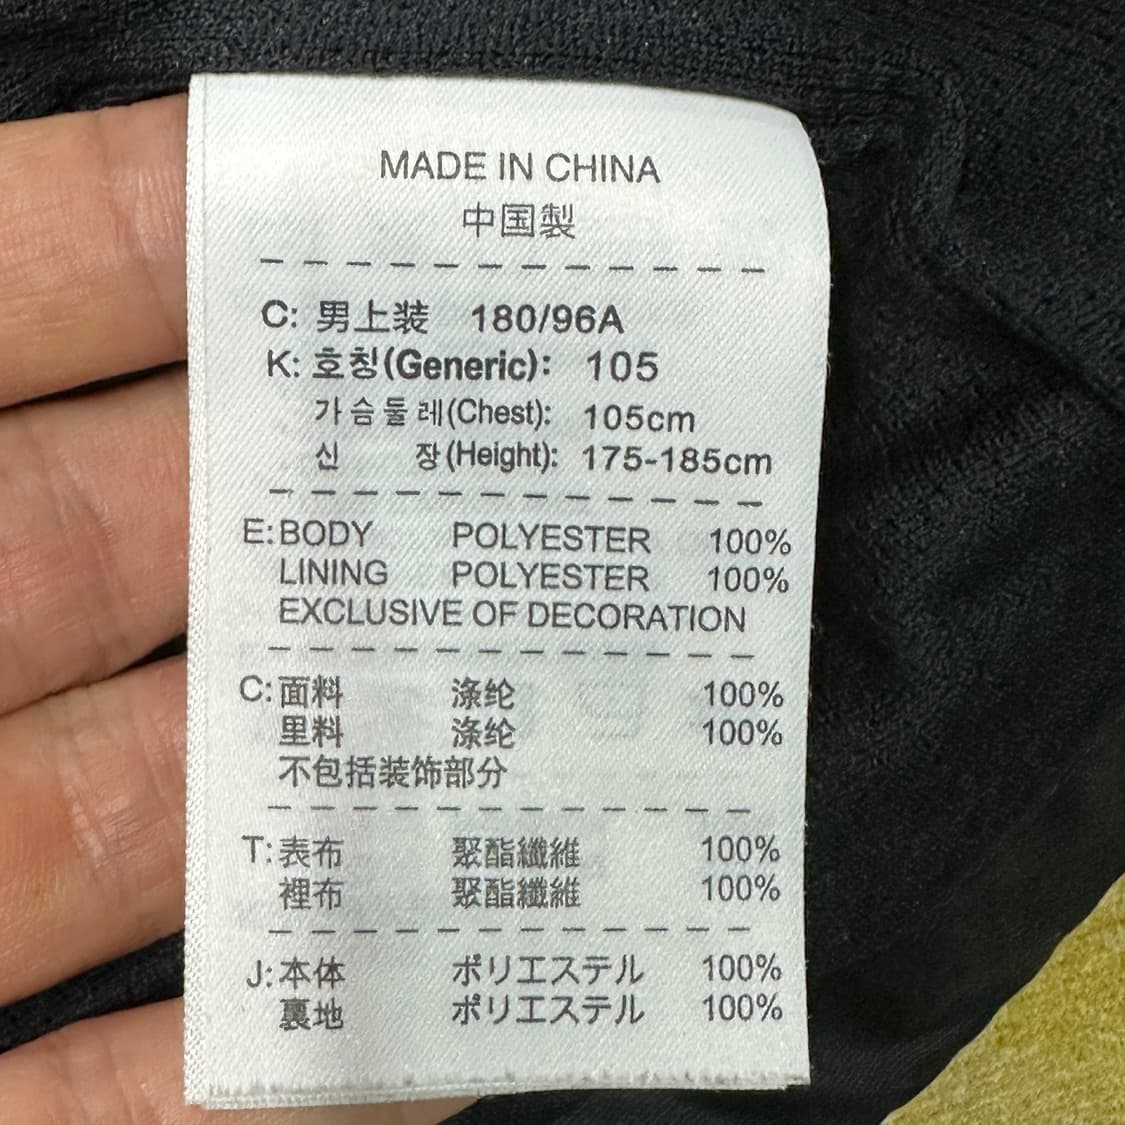 MADE IN CHINA
中国製
C: 男上装 180/96A
K: 호칭(Generic): 105
가슴둘레(Chest): 105cm
신 장(Height): 175-185cm
E: BODY POLYESTER 100%
LINING POLYESTER 100%
EXCLUSIVE OF DECORATION
C: 面料 涤纶 100%
里料 涤纶 100%
不包括装饰部分
T: 表布 聚酯纖維 100%
裡布 聚酯纖維 100%
J: 本体 ポリエステル 100%
裏地 ポリエステル 100%